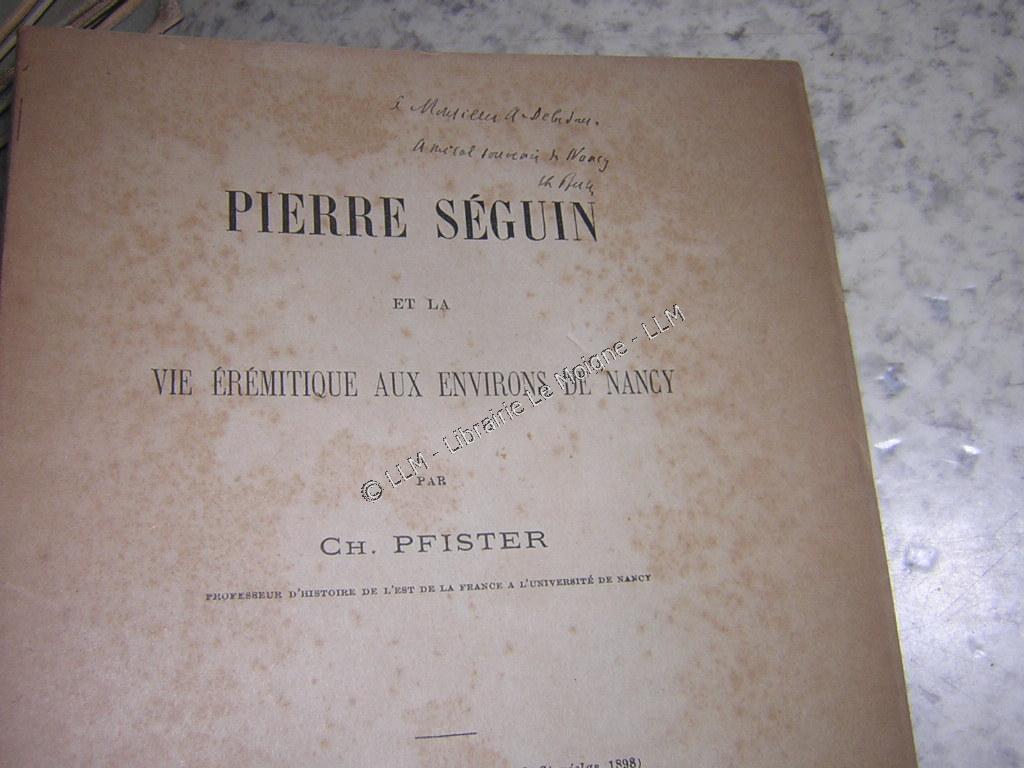 à Monsieur A. Debidour.
Amical souvenir de Nancy
Ch Pfister
PIERRE SÉGUIN
ET LA
VIE ÉRÉMITIQUE AUX ENVIRONS DE NANCY
PAR
CH. PFISTER
PROFESSEUR D'HISTOIRE DE L'EST DE LA FRANCE A L'UNIVERSITÉ DE NANCY
1898)
© LLM - Librairie Le Moigne - LLM